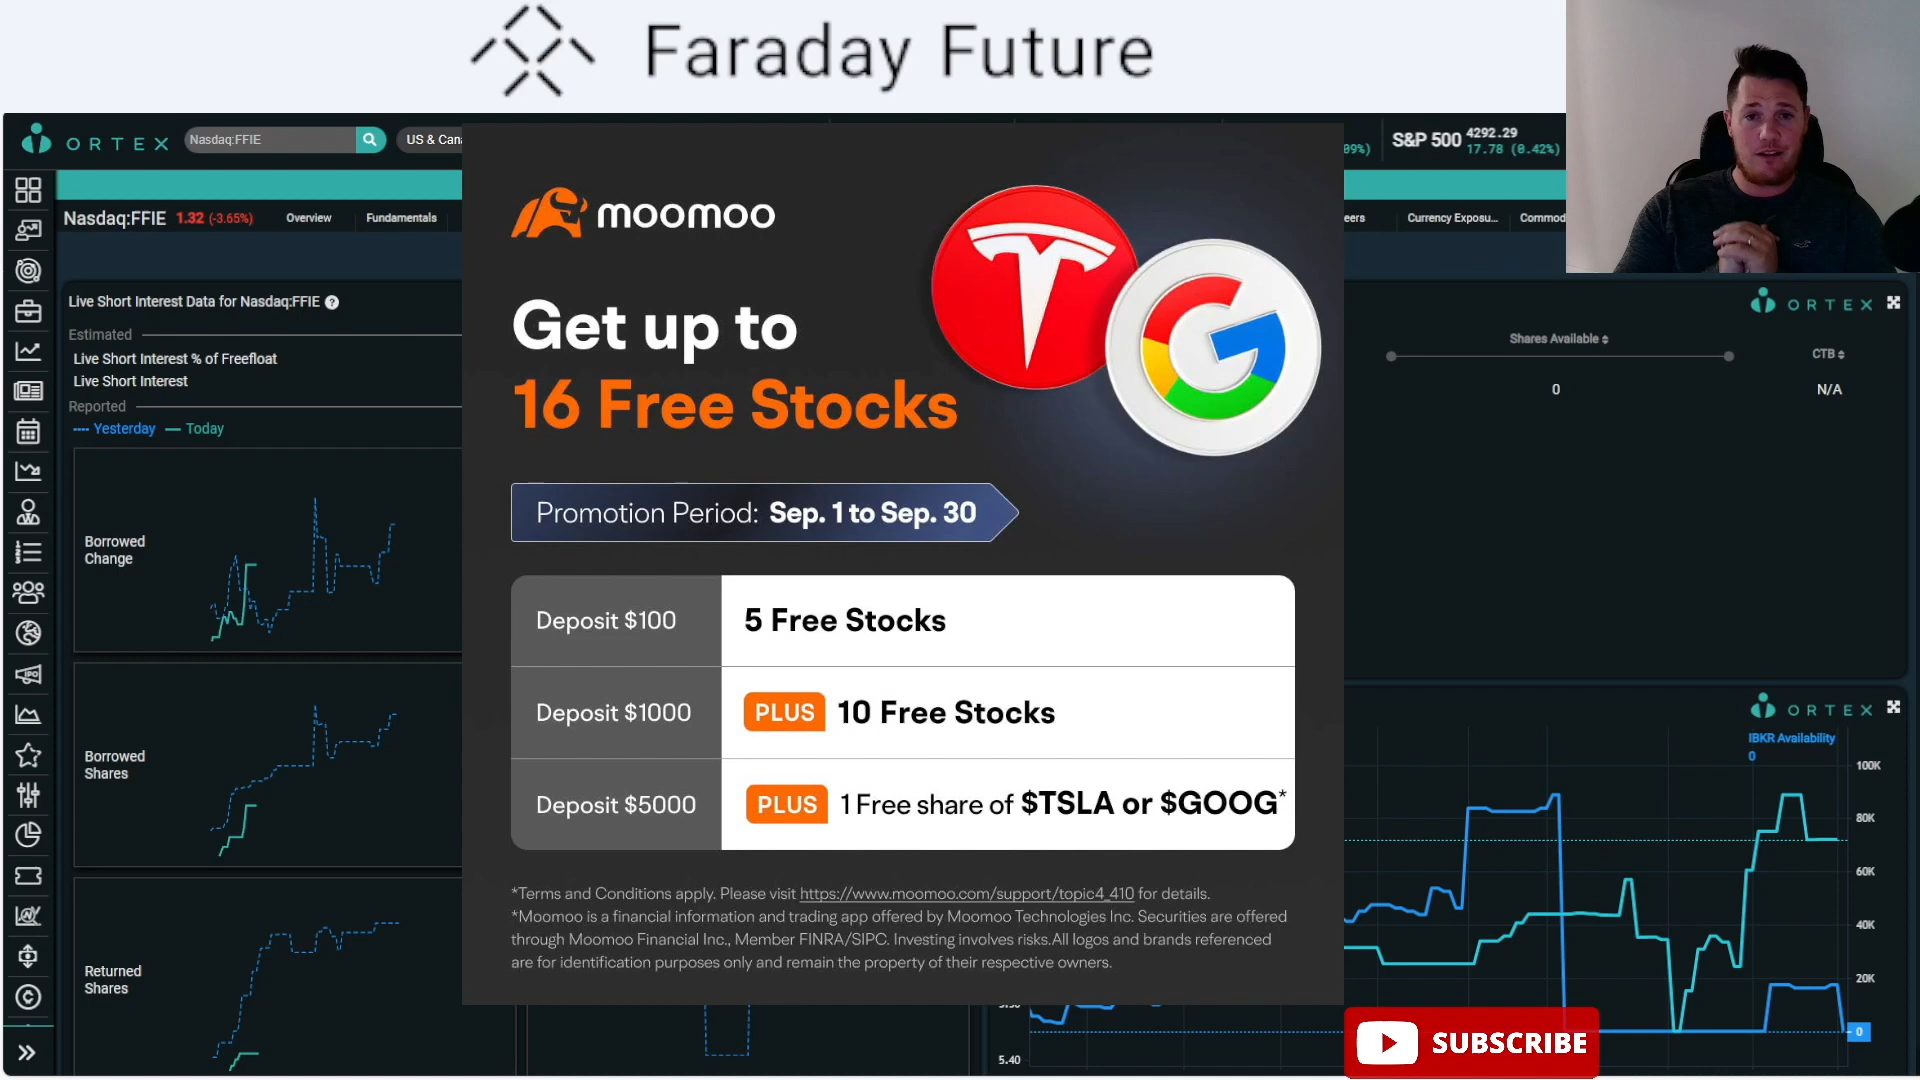 Faraday Future
ORTEX
Nasdaq:FFIE
US & Can
09%)
S&P 500 4292.29
17.78 (0.42%)
Nasdaq:FFIE 1.32 (-3.65%) Overview Fundamentals
eers Currency Exposu... Commod
Live Short Interest Data for Nasdaq:FFIE ?
Estimated
Live Short Interest % of Freefloat
Live Short Interest
Reported
Yesterday Today
Borrowed
Change
Borrowed
Shares
Returned
Shares
moomoo
Get up to
16 Free Stocks
Promotion Period: Sep. 1 to Sep. 30
Deposit $100 5 Free Stocks
Deposit $1000 PLUS 10 Free Stocks
Deposit $5000 PLUS 1 Free share of $TSLA or $GOOG*
*Terms and Conditions apply. Please visit https://www.moomoo.com/support/topic4_410 for details.
*Moomoo is a financial information and trading app offered by Moomoo Technologies Inc. Securities are offered
through Moomoo Financial Inc., Member FINRA/SIPC. Investing involves risks.All logos and brands referenced
are for identification purposes only and remain the property of their respective owners.
ORTEX
Shares Available
CTB
0
N/A
ORTEX
IBKR Availability
0
100K
80K
60K
40K
20K
0
5.40
SUBSCRIBE